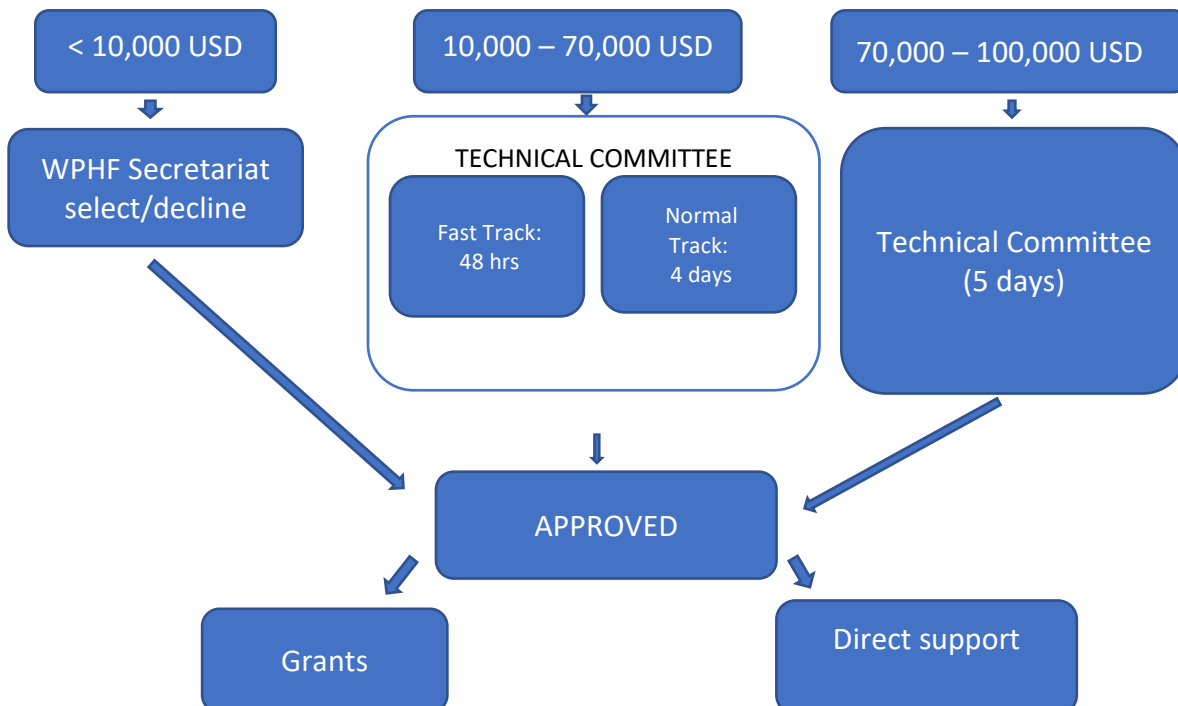 < 10,000 USD
10,000 – 70,000 USD
70,000 – 100,000 USD
WPHF Secretariat
select/decline
TECHNICAL COMMITTEE
Fast Track:
48 hrs
Normal
Track:
4 days
Technical Committee
(5 days)
APPROVED
Grants
Direct support